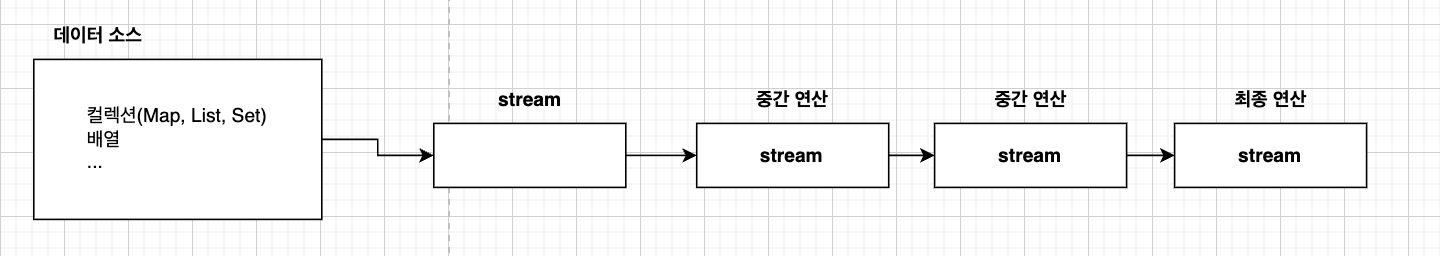 데이터 소스
컬렉션(Map, List, Set)
배열
...
stream
중간 연산
stream
중간 연산
stream
최종 연산
stream